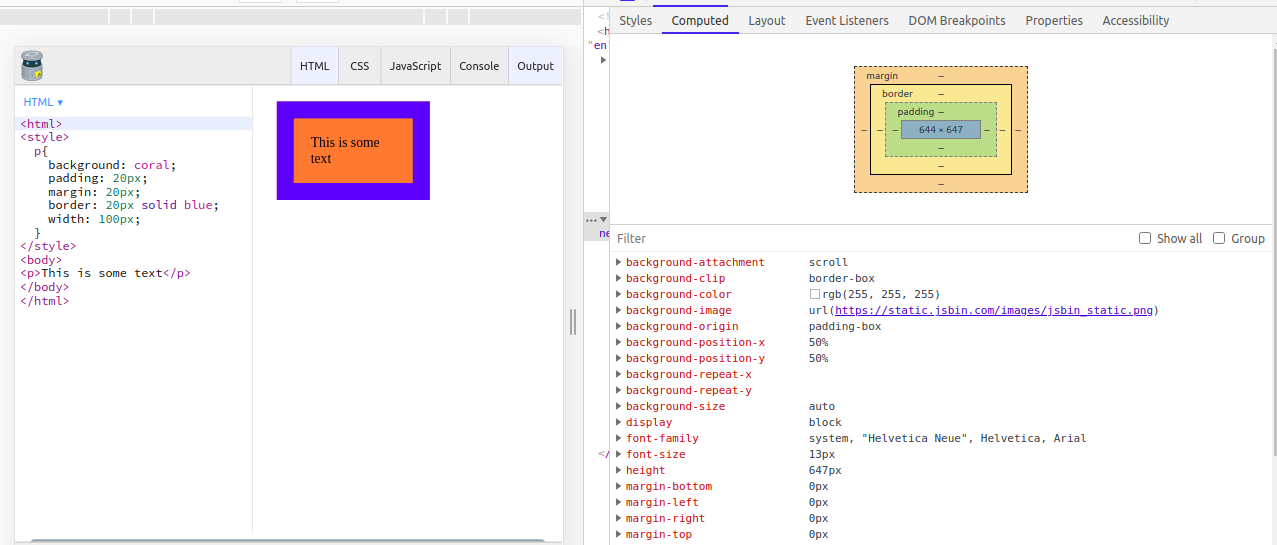 HTML
CSS
JavaScript
Console
Output
HTML ▾
<html>
<style>
p{
background: coral;
padding: 20px;
margin: 20px;
border: 20px solid blue;
width: 100px;
}
</style>
<body>
<p>This is some text</p>
</body>
</html>
This is some
text
<!
<h
"en
…
ne
</
Styles
Computed
Layout
Event Listeners
DOM Breakpoints
Properties
Accessibility
margin –
border –
padding –
– – – 644 × 647 – – –
–
–
–
Filter
Show all
Group
background-attachment scroll
background-clip border-box
background-color rgb(255, 255, 255)
background-image url(https://static.jsbin.com/images/jsbin_static.png)
background-origin padding-box
background-position-x 50%
background-position-y 50%
background-repeat-x
background-repeat-y
background-size auto
display block
font-family system, "Helvetica Neue", Helvetica, Arial
font-size 13px
height 647px
margin-bottom 0px
margin-left 0px
margin-right 0px
margin-top 0px